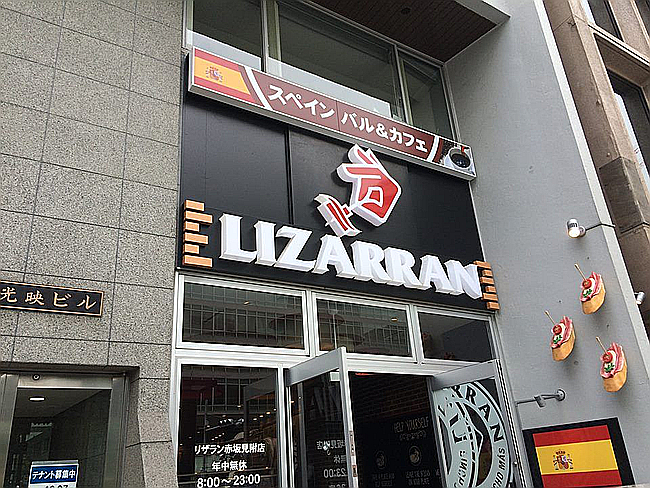 スペイン バル&カフェ
LIZARRAN
光映ビル
リザラン赤坂見附店
年中無休
8:00～23:00
テナント募集中
HELP YOURSELF